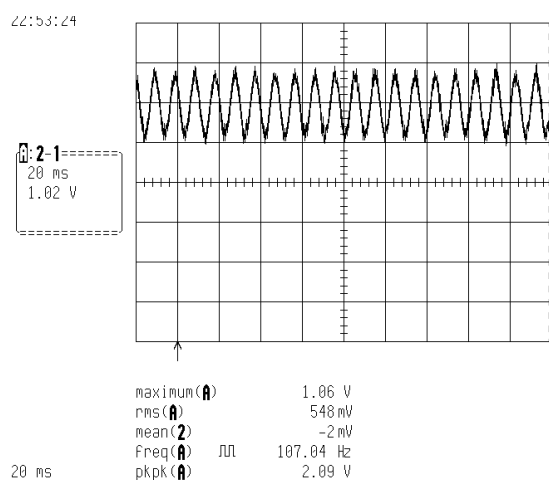 22:53:24
A:2-1
20 ms
1.02 V
maximum(A) 1.06 V
rms(A) 548 mV
mean(2) -2 mV
freq(A) 107.04 Hz
20 ms
pkpk(A) 2.09 V